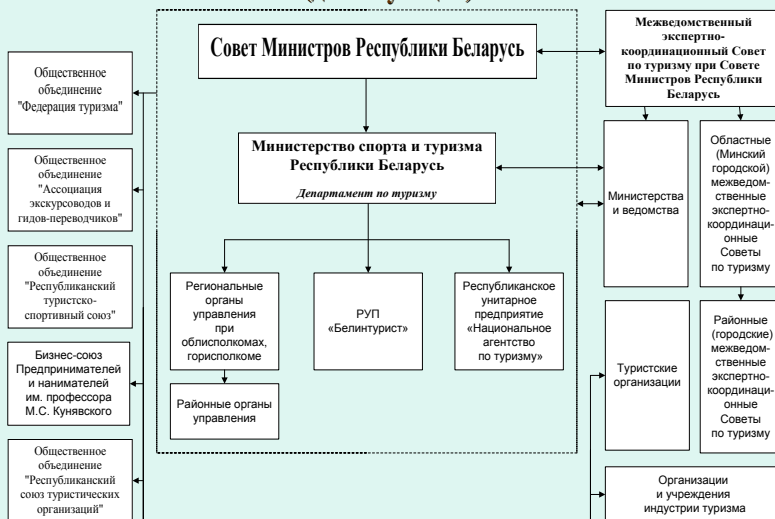 Совет Министров Республики Беларусь
Межведомственный
экспертно-
координационный Совет
по туризму при Совете
Министров Республики
Беларусь
Общественное
объединение
"Федерация туризма"
Общественное
объединение
"Ассоциация
экскурсоводов и
гидов-переводчиков"
Общественное
объединение
"Республиканский
туристско-
спортивный союз"
Бизнес-союз
Предпринимателей
и нанимателей
им. профессора
М.С. Кунявского
Общественное
объединение
"Республиканский
союз туристических
организаций"
Министерство спорта и туризма
Республики Беларусь
Департамент по туризму
Региональные
органы
управления
при
облисполкомах,
горисполкоме
Районные органы
управления
РУП
«Белинтурист»
Республиканское
унитарное
предприятие
«Национальное
агентство
по туризму»
Министерства
и ведомства
Областные
(Минский
городской)
межведом-
ственные
экспертно-
координаци-
онные
Советы
по туризму
Туристские
организации
Районные
(городские)
межведом-
ственные
экспертно-
координаци-
онные
Советы
по туризму
Организации
и учреждения
индустрии туризма